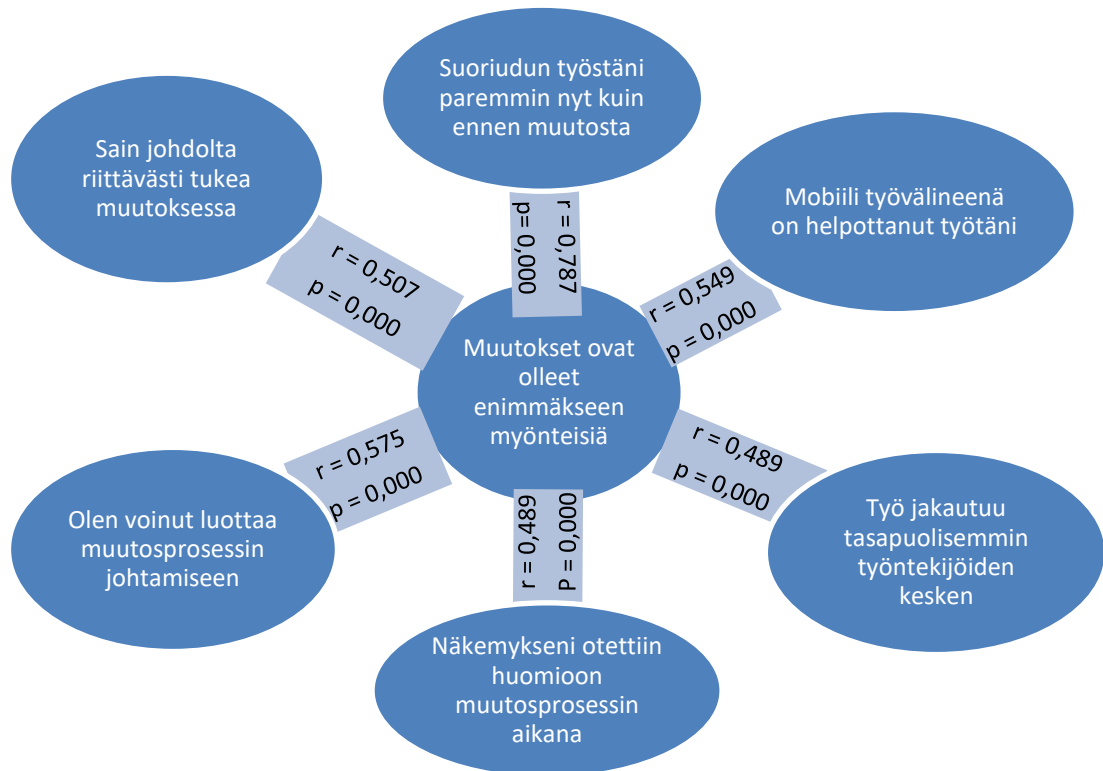 Suoriudun työstäni
paremmin nyt kuin
ennen muutosta
Sain johdolta
riittävästi tukea
muutoksessa
Mobiili työvälineenä
on helpottanut työtäni
r = 0,787
p= 0,000
r = 0,507
p = 0,000
r = 0,549
p = 0,000
Muutokset ovat
olleet
enimmäkseen
myönteisiä
r = 0,575
p = 0,000
r = 0,489
p = 0,000
r = 0,489
P = 0,000
Olen voinut luottaa
muutosprosessin
johtamiseen
Työ jakautuu
tasapuolisemmin
työntekijöiden
kesken
Näkemykseni otettiin
huomioon
muutosprosessin
aikana